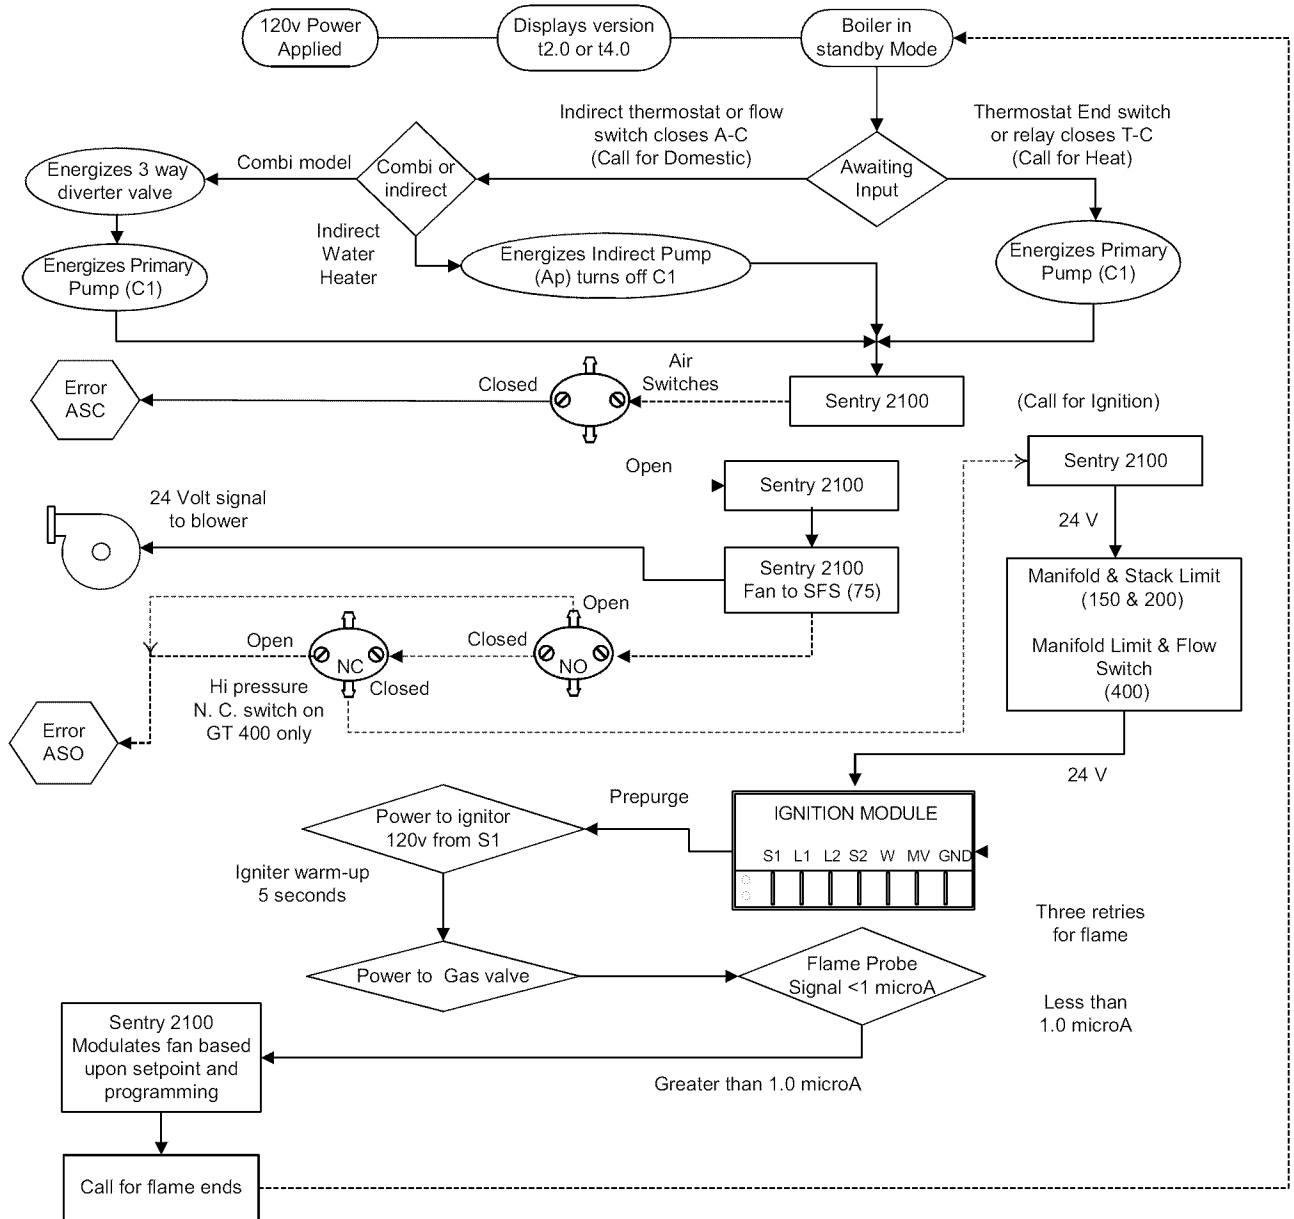 120v Power
Applied
Displays version
t2.0 or t4.0
Boiler in
standby Mode
Indirect thermostat or flow
switch closes A-C
(Call for Domestic)
Thermostat End switch
or relay closes T-C
(Call for Heat)
Awaiting
Input
Combi or
indirect
Combi model
Energizes 3 way
diverter valve
Indirect
Water
Heater
Energizes Indirect Pump
(Ap) turns off C1
Energizes Primary
Pump (C1)
Energizes Primary
Pump (C1)
Error
ASC
Closed
Air
Switches
Sentry 2100
(Call for Ignition)
Open
Sentry 2100
Sentry 2100
24 Volt signal
to blower
24 V
Sentry 2100
Fan to SFS (75)
Manifold & Stack Limit
(150 & 200)
Manifold Limit & Flow
Switch
(400)
Open
Open
Closed
NC
NO
Closed
Hi pressure
N. C. switch on
GT 400 only
Error
ASO
24 V
Prepurge
IGNITION MODULE
S1 L1 L2 S2 W MV GND
Power to ignitor
120v from S1
Igniter warm-up
5 seconds
Three retries
for flame
Power to Gas valve
Flame Probe
Signal <1 microA
Less than
1.0 microA
Sentry 2100
Modulates fan based
upon setpoint and
programming
Greater than 1.0 microA
Call for flame ends